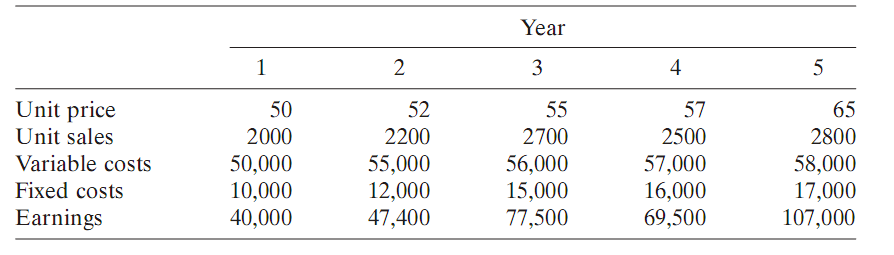 Year
1 2 3 4 5
Unit price 50 52 55 57 65
Unit sales 2000 2200 2700 2500 2800
Variable costs 50,000 55,000 56,000 57,000 58,000
Fixed costs 10,000 12,000 15,000 16,000 17,000
Earnings 40,000 47,400 77,500 69,500 107,000